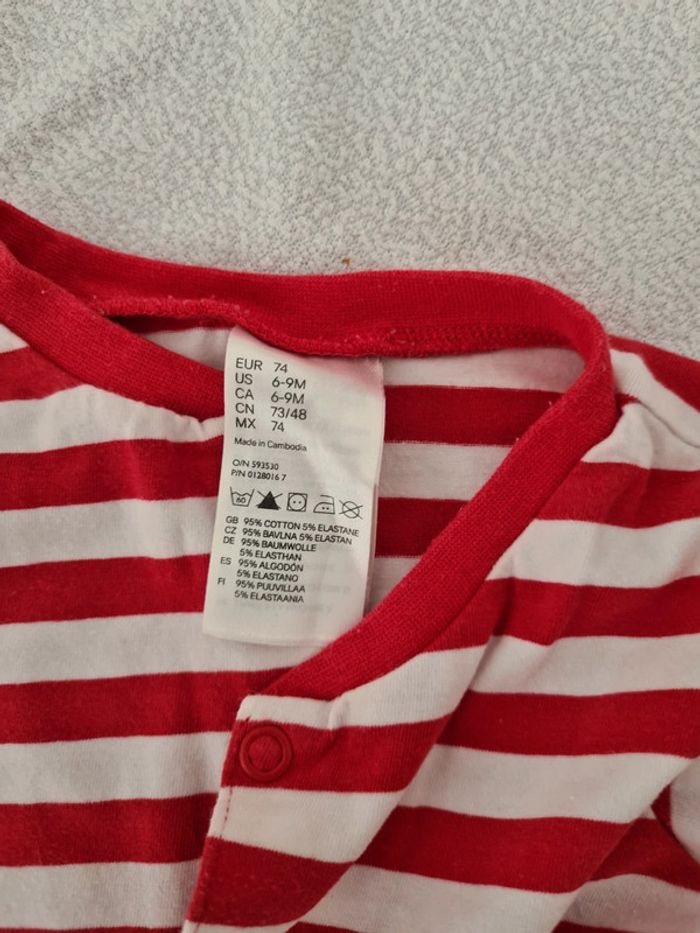 EUR 74
US 6-9M
CA 6-9M
CN 73/48
MX 74
Made in Cambodia
O/N 593530
P/N 0128016 7
60
GB 95% COTTON 5% ELASTANE
CZ 95% BAVLNA 5% ELASTAN
DE 95% BAUMWOLLE
5% ELASTHAN
ES 95% ALGODÓN
5% ELASTANO
FI 95% PUUVILLAA
5% ELASTAANIA